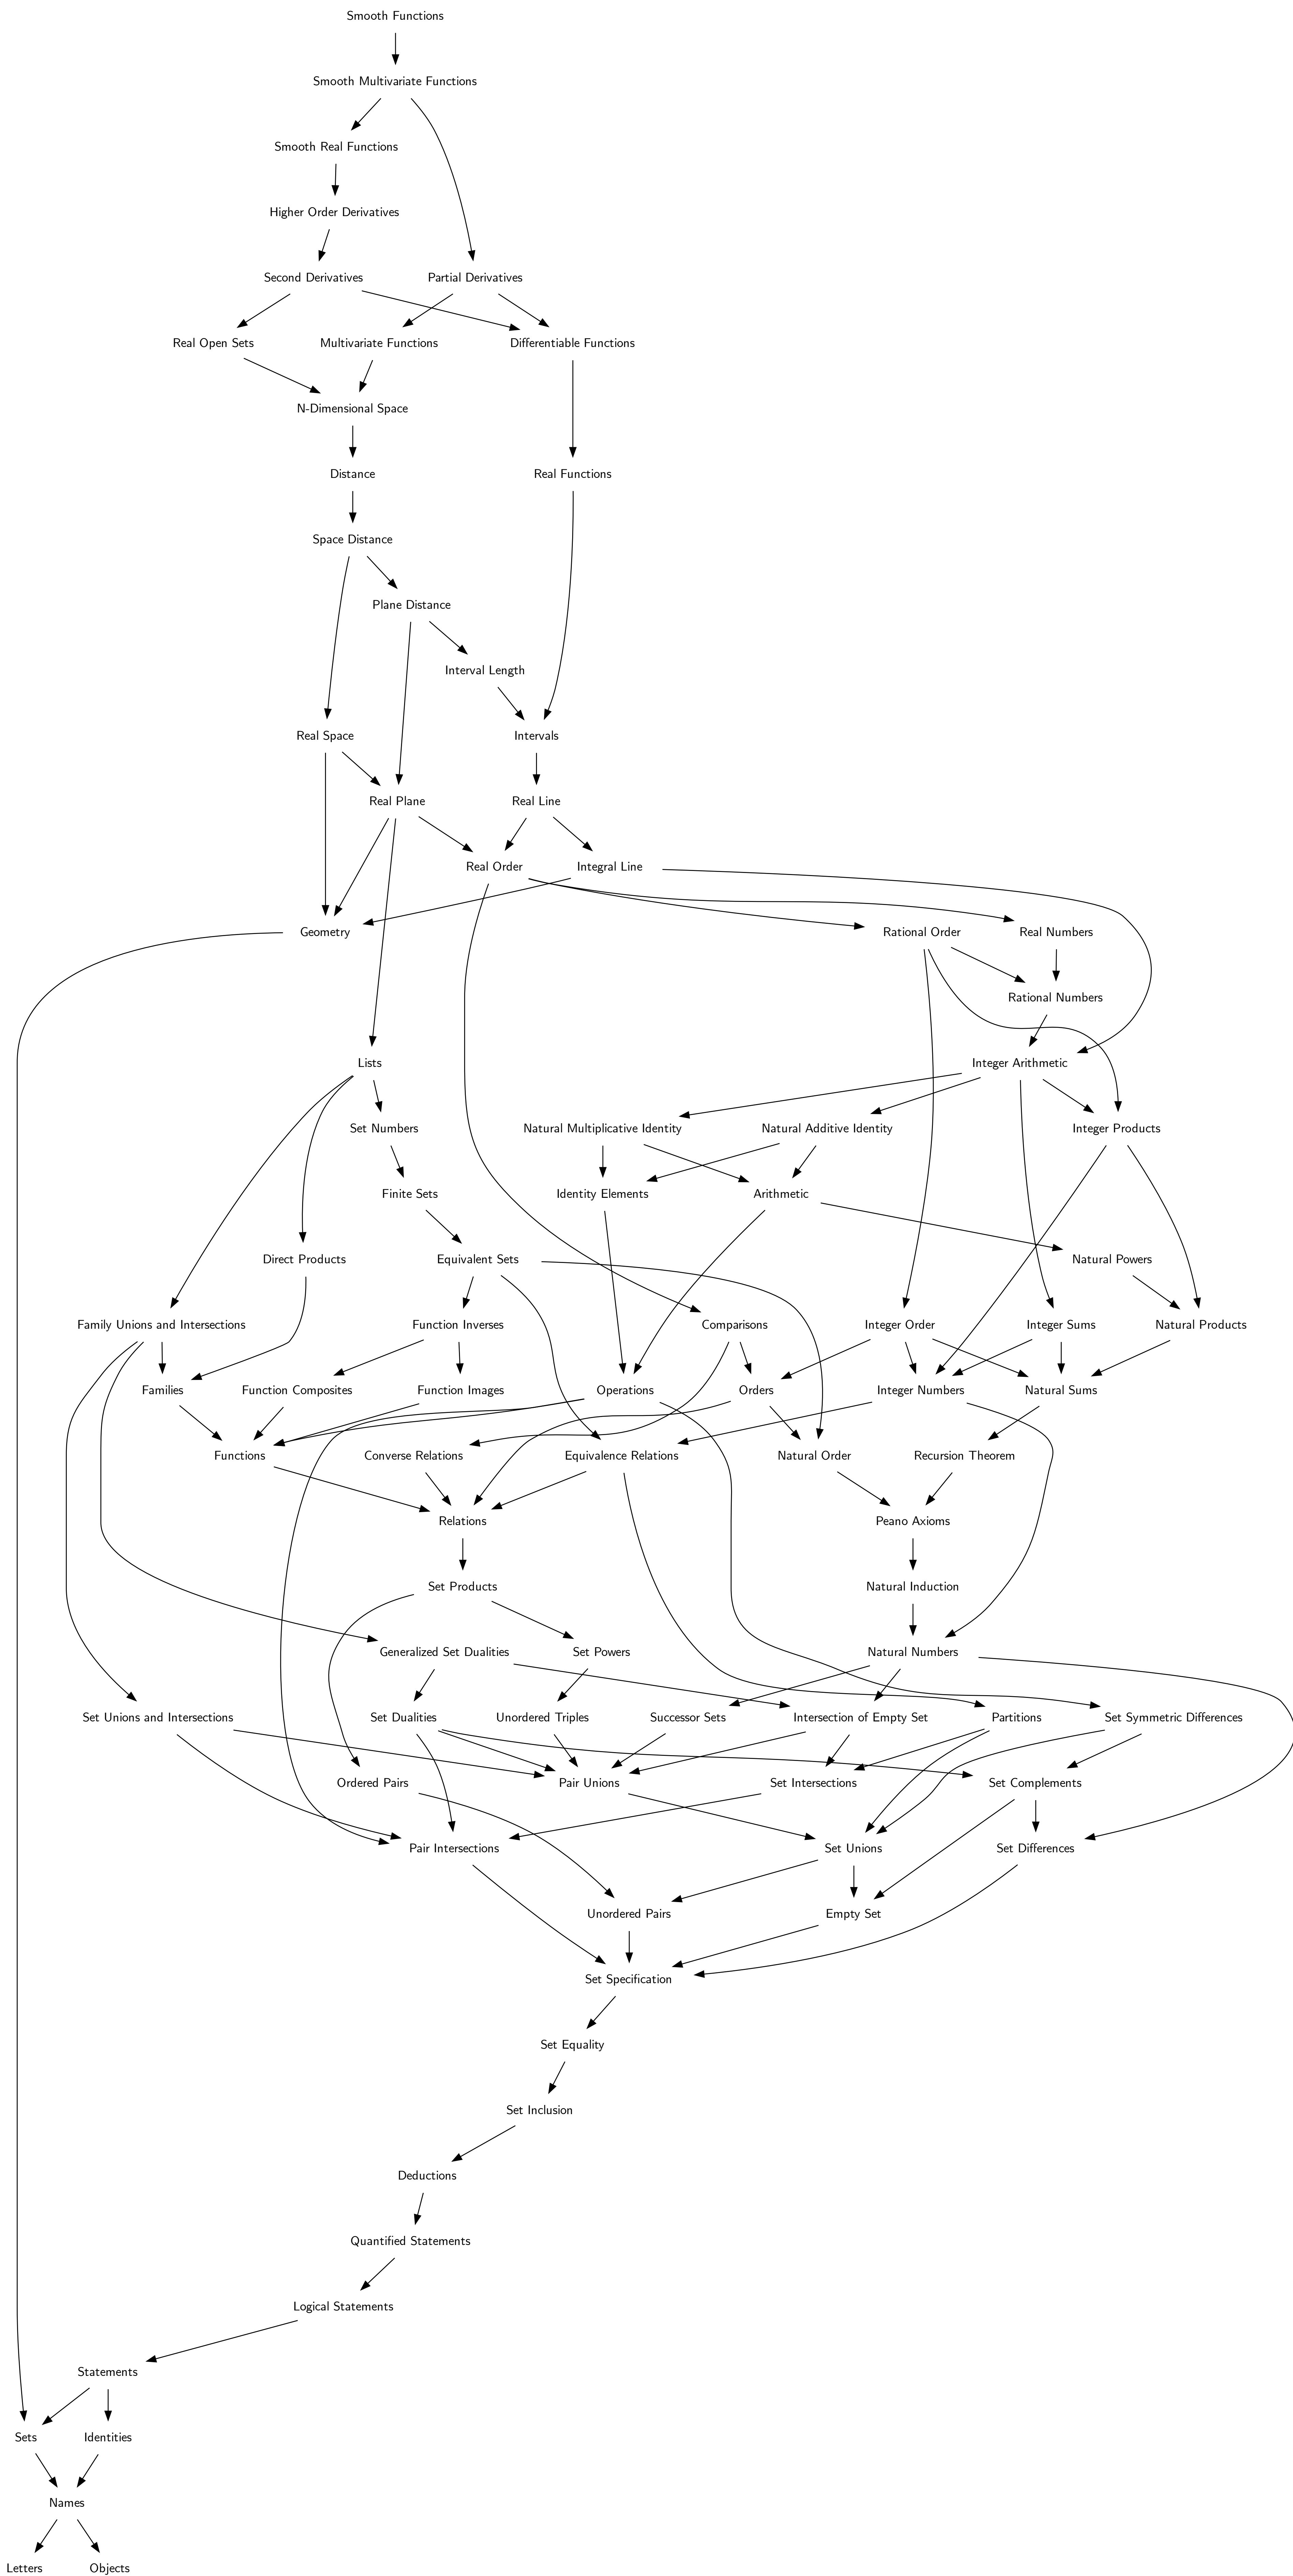 Smooth Functions
Smooth Multivariate Functions
Smooth Real Functions
Higher Order Derivatives
Second Derivatives
Partial Derivatives
Real Open Sets
Multivariate Functions
Differentiable Functions
N-Dimensional Space
Distance
Real Functions
Space Distance
Plane Distance
Interval Length
Real Space
Intervals
Real Plane
Real Line
Real Order
Integral Line
Geometry
Rational Order
Real Numbers
Rational Numbers
Lists
Integer Arithmetic
Set Numbers
Natural Multiplicative Identity
Natural Additive Identity
Integer Products
Finite Sets
Identity Elements
Arithmetic
Direct Products
Equivalent Sets
Natural Powers
Family Unions and Intersections
Function Inverses
Comparisons
Integer Order
Integer Sums
Natural Products
Families
Function Composites
Function Images
Operations
Orders
Integer Numbers
Natural Sums
Functions
Converse Relations
Equivalence Relations
Natural Order
Recursion Theorem
Relations
Peano Axioms
Set Products
Natural Induction
Generalized Set Dualities
Set Powers
Natural Numbers
Set Unions and Intersections
Set Dualities
Unordered Triples
Successor Sets
Intersection of Empty Set
Partitions
Set Symmetric Differences
Ordered Pairs
Pair Unions
Set Intersections
Set Complements
Pair Intersections
Set Unions
Set Differences
Unordered Pairs
Empty Set
Set Specification
Set Equality
Set Inclusion
Deductions
Quantified Statements
Logical Statements
Statements
Sets
Identities
Names
Letters
Objects